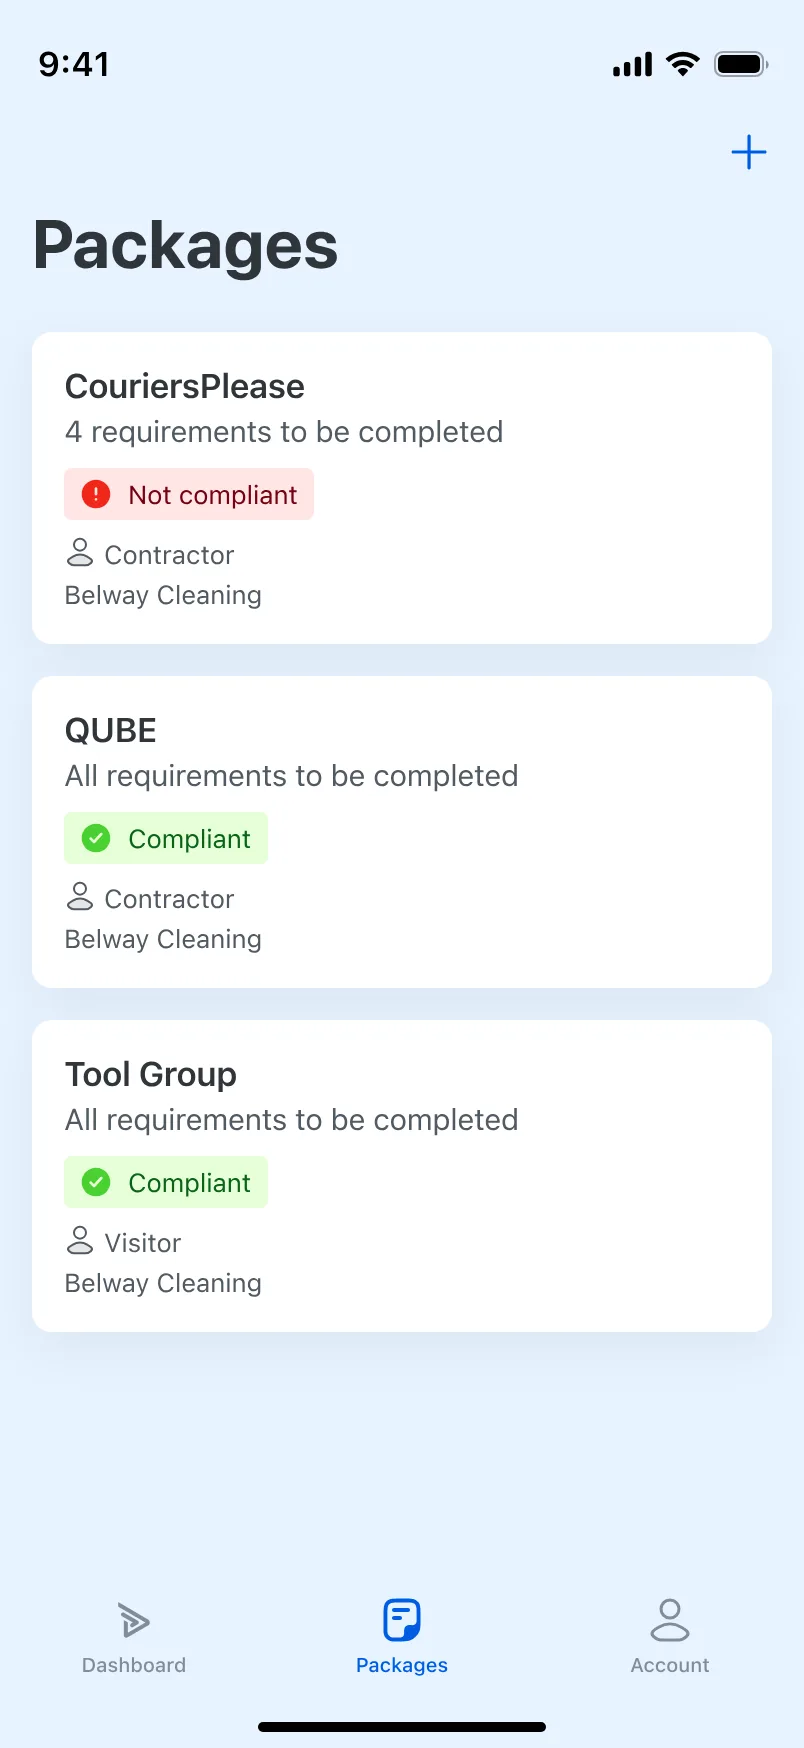 9:41
Packages
CouriersPlease
4 requirements to be completed
Not compliant
Contractor
Belway Cleaning
QUBE
All requirements to be completed
Compliant
Contractor
Belway Cleaning
Tool Group
All requirements to be completed
Compliant
Visitor
Belway Cleaning
Dashboard
Packages
Account